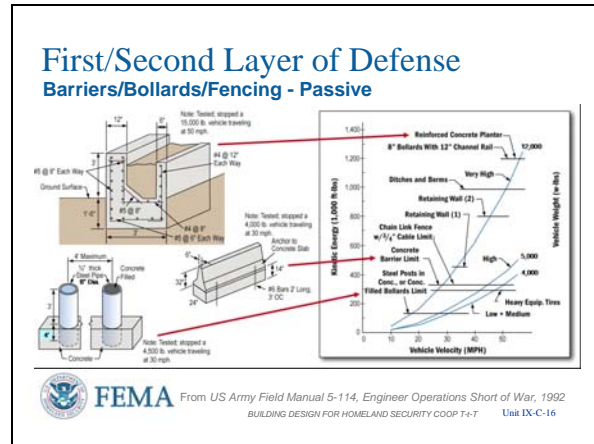 First/Second Layer of Defense
Barriers/Bollards/Fencing - Passive
12"
8"
Note: Tested; stopped a
15,000 lb. vehicle traveling
at 50 mph.
#4 @ 12"
Each Way
#5 @ 6" Each Way
3'
Ground Surface
1'-6"
#5 @ 8"
#4 @ 8"
#5 @ 6" Each Way
3'
Note: Tested; stopped a
4,000 lb. vehicle traveling
at 30 mph.
Anchor to
Concrete Slab
6"
32"
14"
24"
#6 Bars 2' Long,
3' OC
4' Maximum
thick
Steel Pipe
8" Dia.
Concrete
Filled
3'
Concrete
Note: Tested; stopped a
4,500 lb. vehicle traveling
at 30 mph.
Reinforced Concrete Planter
8" Bollards With 12" Channel Rail
12,000
Very High
Ditches and Berms
Retaining Wall (2)
Retaining Wall (1)
Chain Link Fence
w/3/4" Cable Limit
Concrete
Barrier Limit
High
5,000
4,000
Steel Posts in
Conc., or Conc.
Filled Bollards Limit
Heavy Equip. Tires
Low + Medium
Kinetic Energy (1,000 ft-lbs)
1,400
1,200
1,000
800
600
400
200
0
0
10
20
30
40
50
Vehicle Velocity (MPH)
Vehicle Weight (w-lbs)
FEMA
From US Army Field Manual 5-114, Engineer Operations Short of War, 1992
BUILDING DESIGN FOR HOMELAND SECURITY COOP T-t-T
Unit IX-C-16